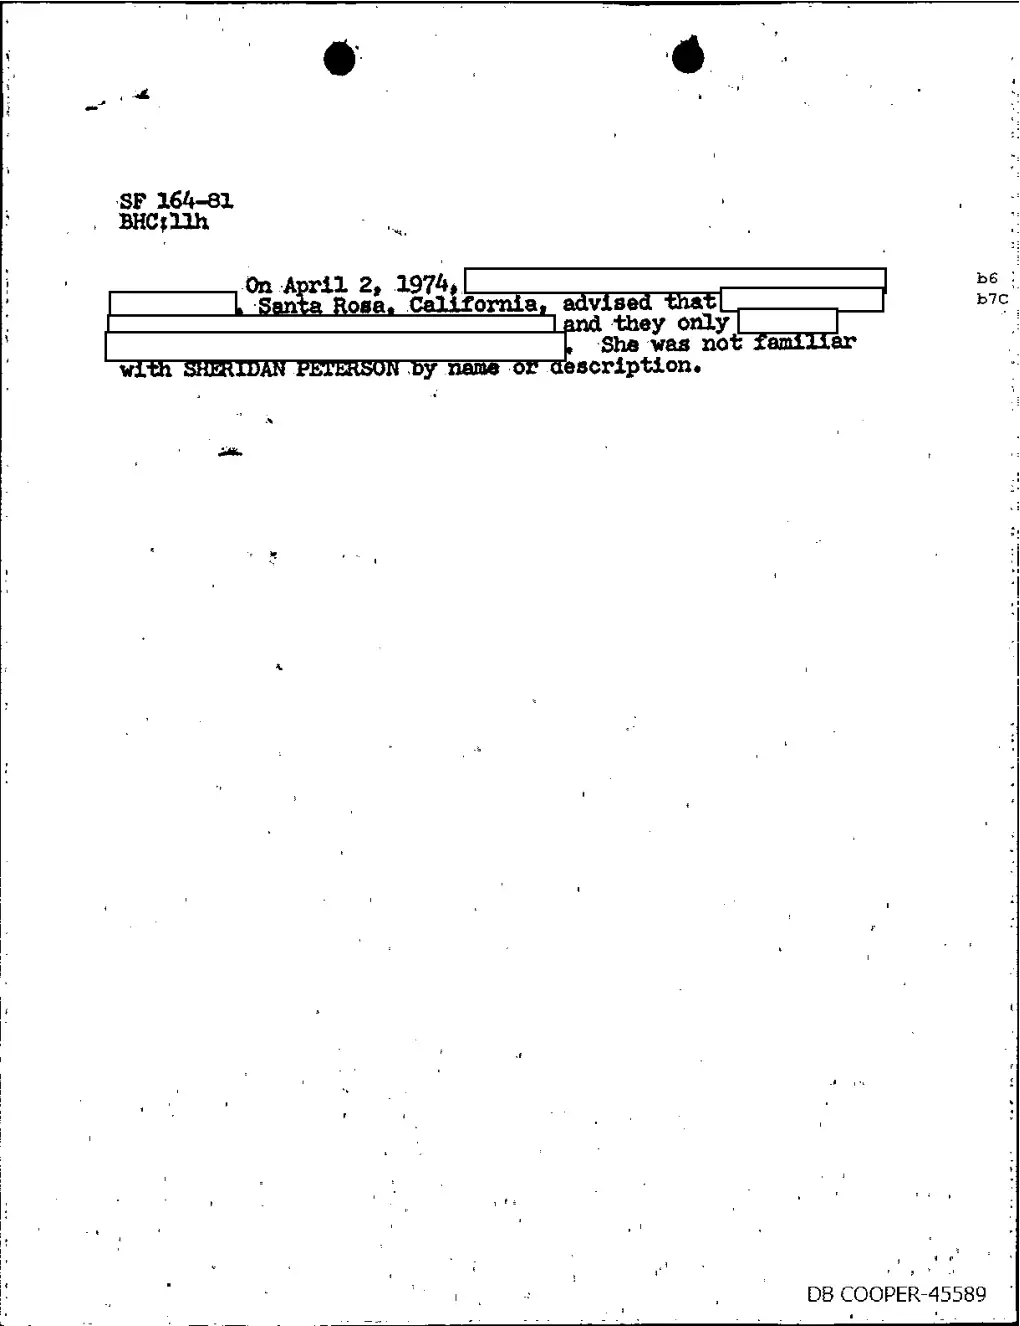 SF 164-81
BHC:llh
On April 2, 1974, b6
, Santa Rosa, California, advised that b7C
and they only
. She was not familiar
with SHERIDAN PETERSON by name or description.
DB COOPER-45589